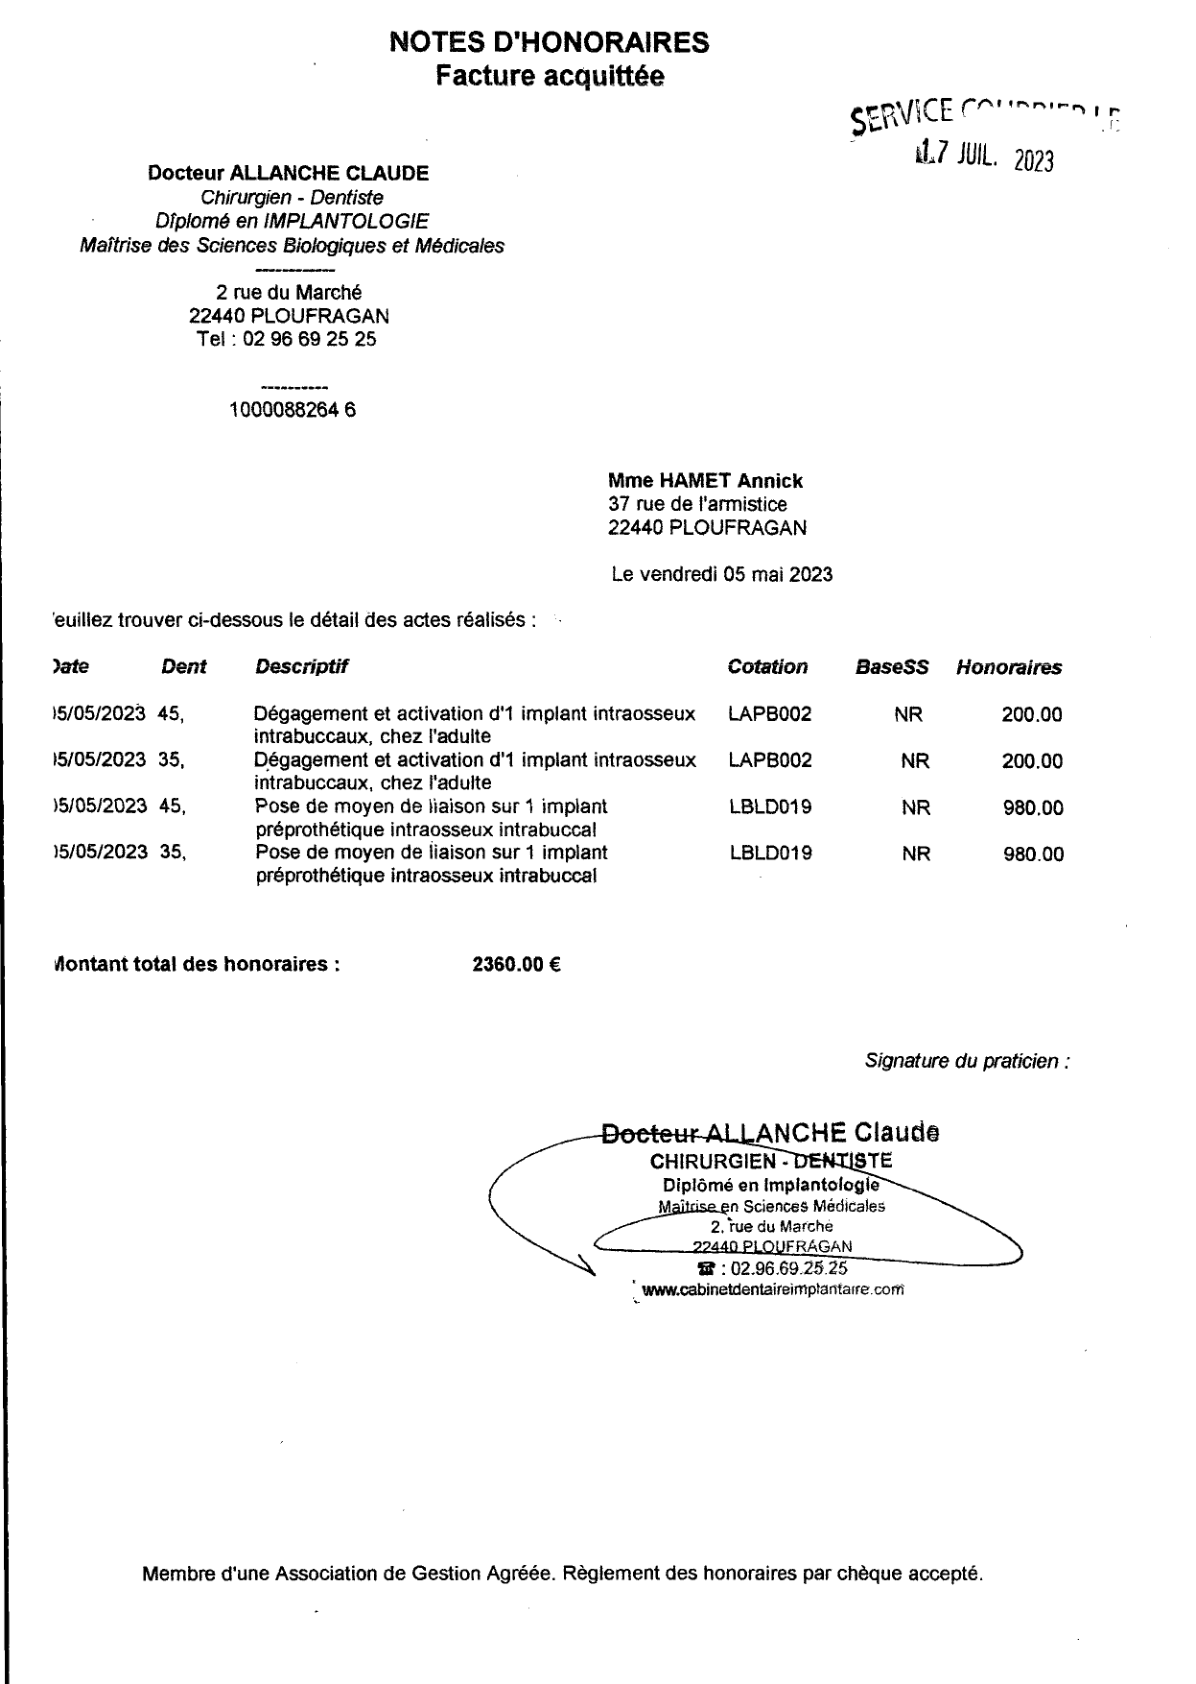 NOTES D'HONORAIRES
Facture acquittée
SERVICE
17 JUIL. 2023
Docteur ALLANCHE CLAUDE
Chirurgien - Dentiste
Diplomé en IMPLANTOLOGIE
Maîtrise des Sciences Biologiques et Médicales
------------
2 rue du Marché
22440 PLOUFRAGAN
Tel : 02 96 69 25 25
----------
1000088264 6
Mme HAMET Annick
37 rue de l'armistice
22440 PLOUFRAGAN
Le vendredi 05 mai 2023
euillez trouver ci-dessous le détail des actes réalisés :
ate Dent Descriptif Cotation BaseSS Honoraires
5/05/2023 45, Dégagement et activation d'1 implant intraosseux LAPB002 NR 200.00
intrabuccaux, chez l'adulte
5/05/2023 35, Dégagement et activation d'1 implant intraosseux LAPB002 NR 200.00
intrabuccaux, chez l'adulte
5/05/2023 45, Pose de moyen de liaison sur 1 implant LBLD019 NR 980.00
préprothétique intraosseux intrabuccal
5/05/2023 35, Pose de moyen de liaison sur 1 implant LBLD019 NR 980.00
préprothétique intraosseux intrabuccal
Montant total des honoraires : 2360.00 €
Signature du praticien :
Docteur ALLANCHE Claude
CHIRURGIEN - DENTISTE
Diplômé en Implantologie
Maîtrise en Sciences Médicales
2, rue du Marche
22440 PLOUFRAGAN
☎ : 02.96.69.25.25
www.cabinetdentaireimplantaire.com
Membre d'une Association de Gestion Agréée. Règlement des honoraires par chèque accepté.